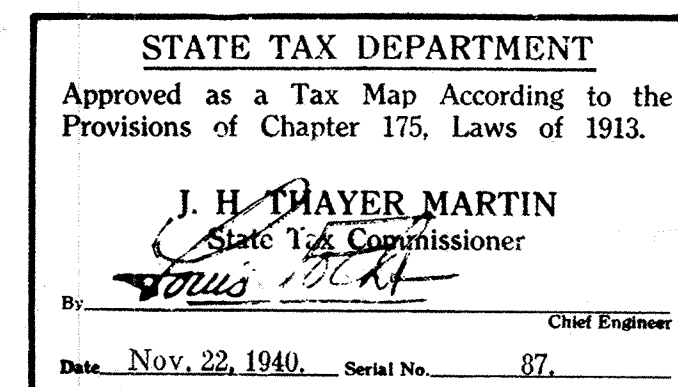 STATE TAX DEPARTMENT
Approved as a Tax Map According to the
Provisions of Chapter 175, Laws of 1913.
J. H THAYER MARTIN
State Tax Commissioner
Louis
By
Chief Engineer
Date Nov. 22, 1940. Serial No. 87.